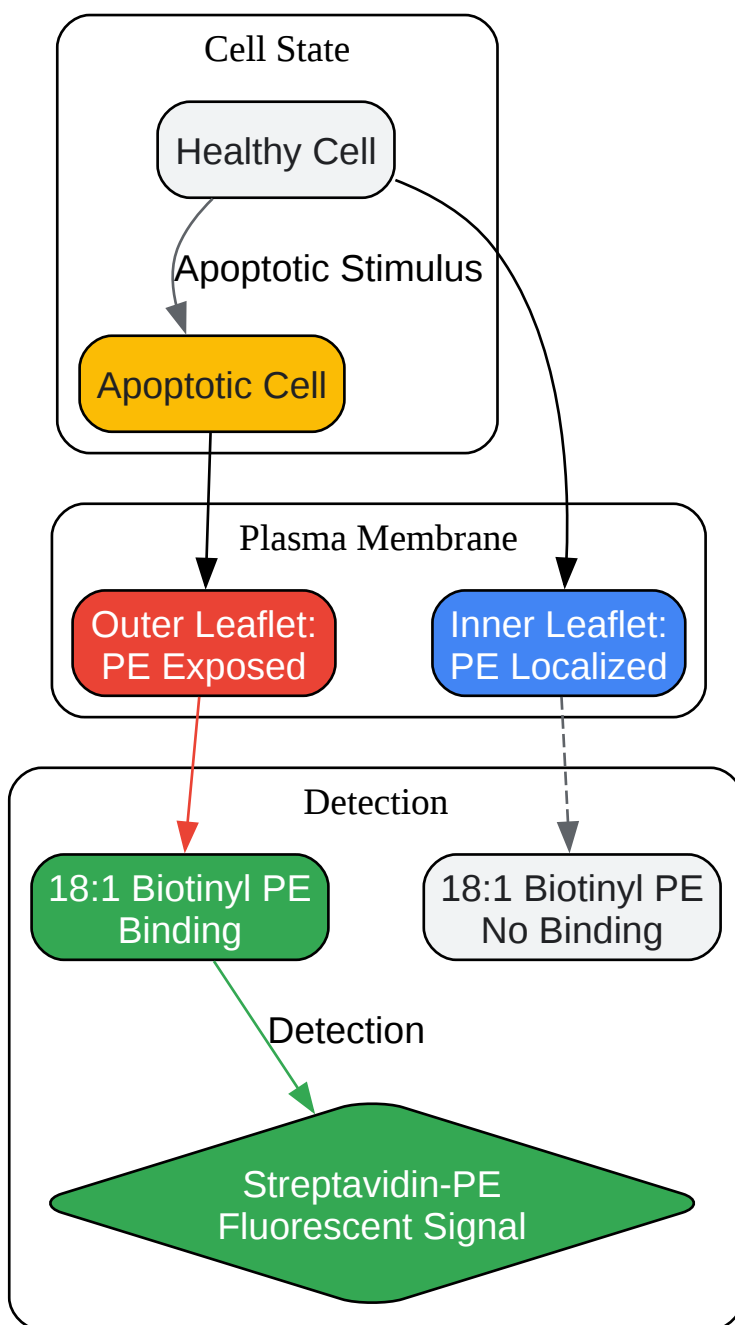 Cell State
Healthy Cell
Apoptotic Stimulus
Apoptotic Cell
Plasma Membrane
Outer Leaflet:
PE Exposed
Inner Leaflet:
PE Localized
Detection
18:1 Biotinyl PE
Binding
18:1 Biotinyl PE
No Binding
Detection
Streptavidin-PE
Fluorescent Signal